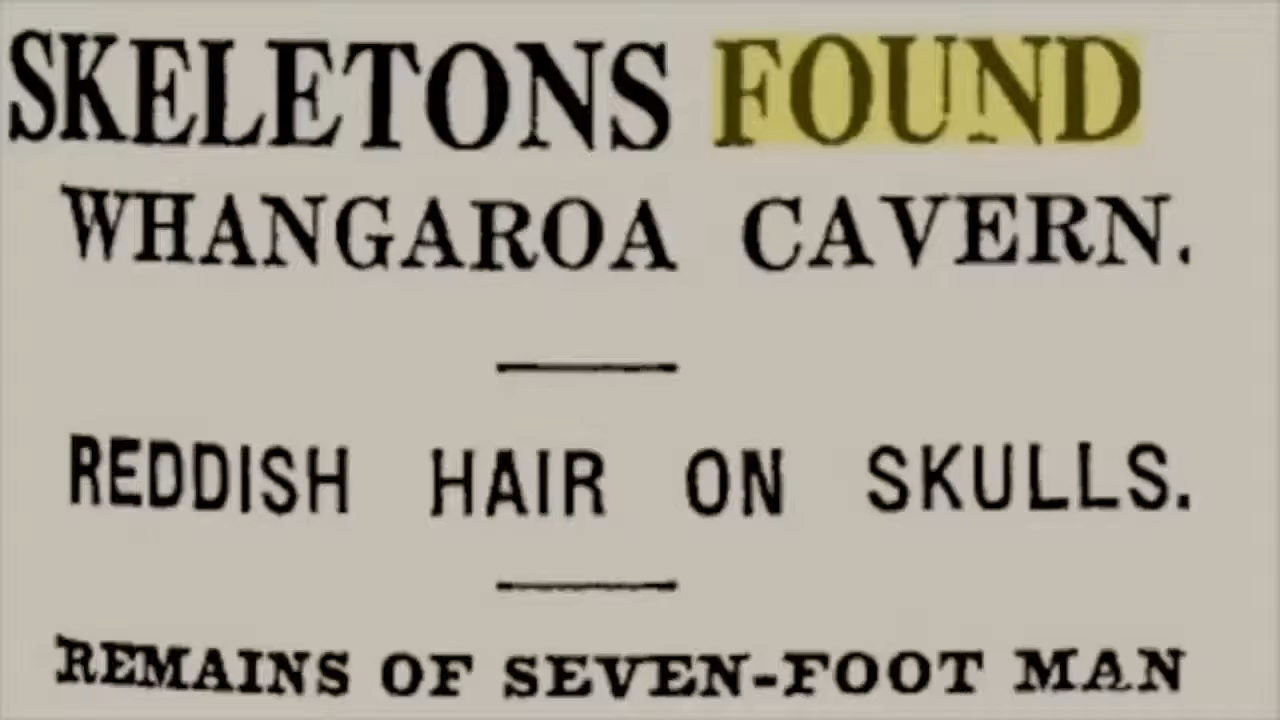 SKELETONS FOUND
WHANGAROA CAVERN.
REDDISH HAIR ON SKULLS.
REMAINS OF SEVEN-FOOT MAN